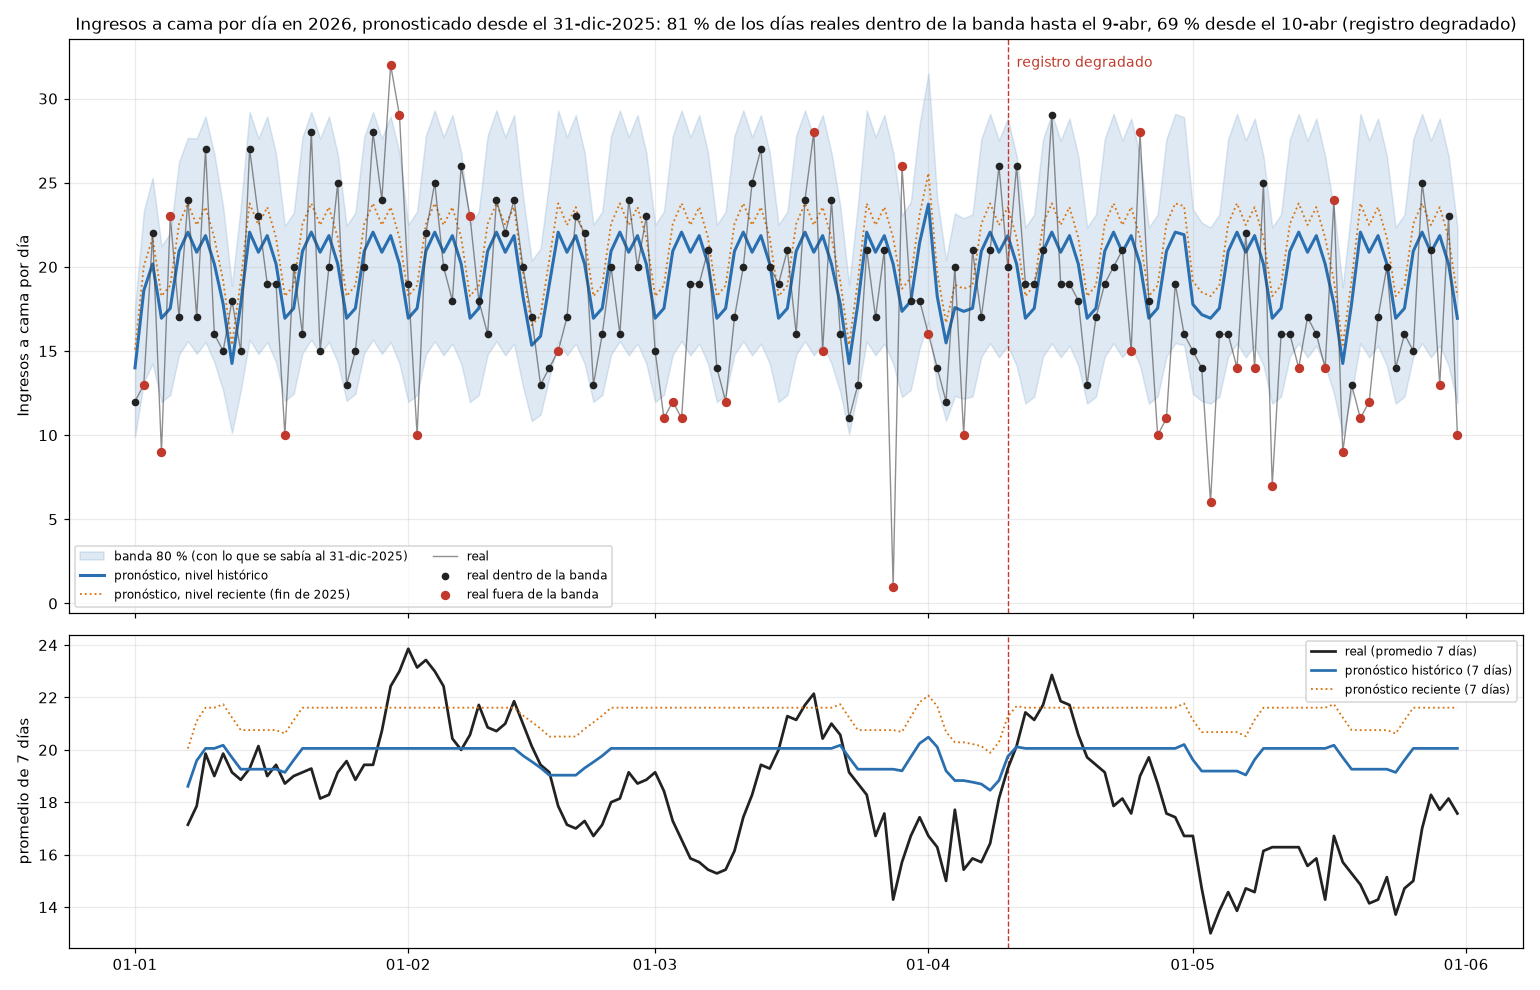 Ingresos a cama por día en 2026, pronosticado desde el 31-dic-2025: 81 % de los días reales dentro de la banda hasta el 9-abr, 69 % desde el 10-abr (registro degradado)
registro degradado
Ingresos a cama por día
30
25
20
15
10
5
0
banda 80 % (con lo que se sabía al 31-dic-2025)
pronóstico, nivel histórico
pronóstico, nivel reciente (fin de 2025)
real
real dentro de la banda
real fuera de la banda
promedio de 7 días
24
22
20
18
16
14
real (promedio 7 días)
pronóstico histórico (7 días)
pronóstico reciente (7 días)
01-01
01-02
01-03
01-04
01-05
01-06